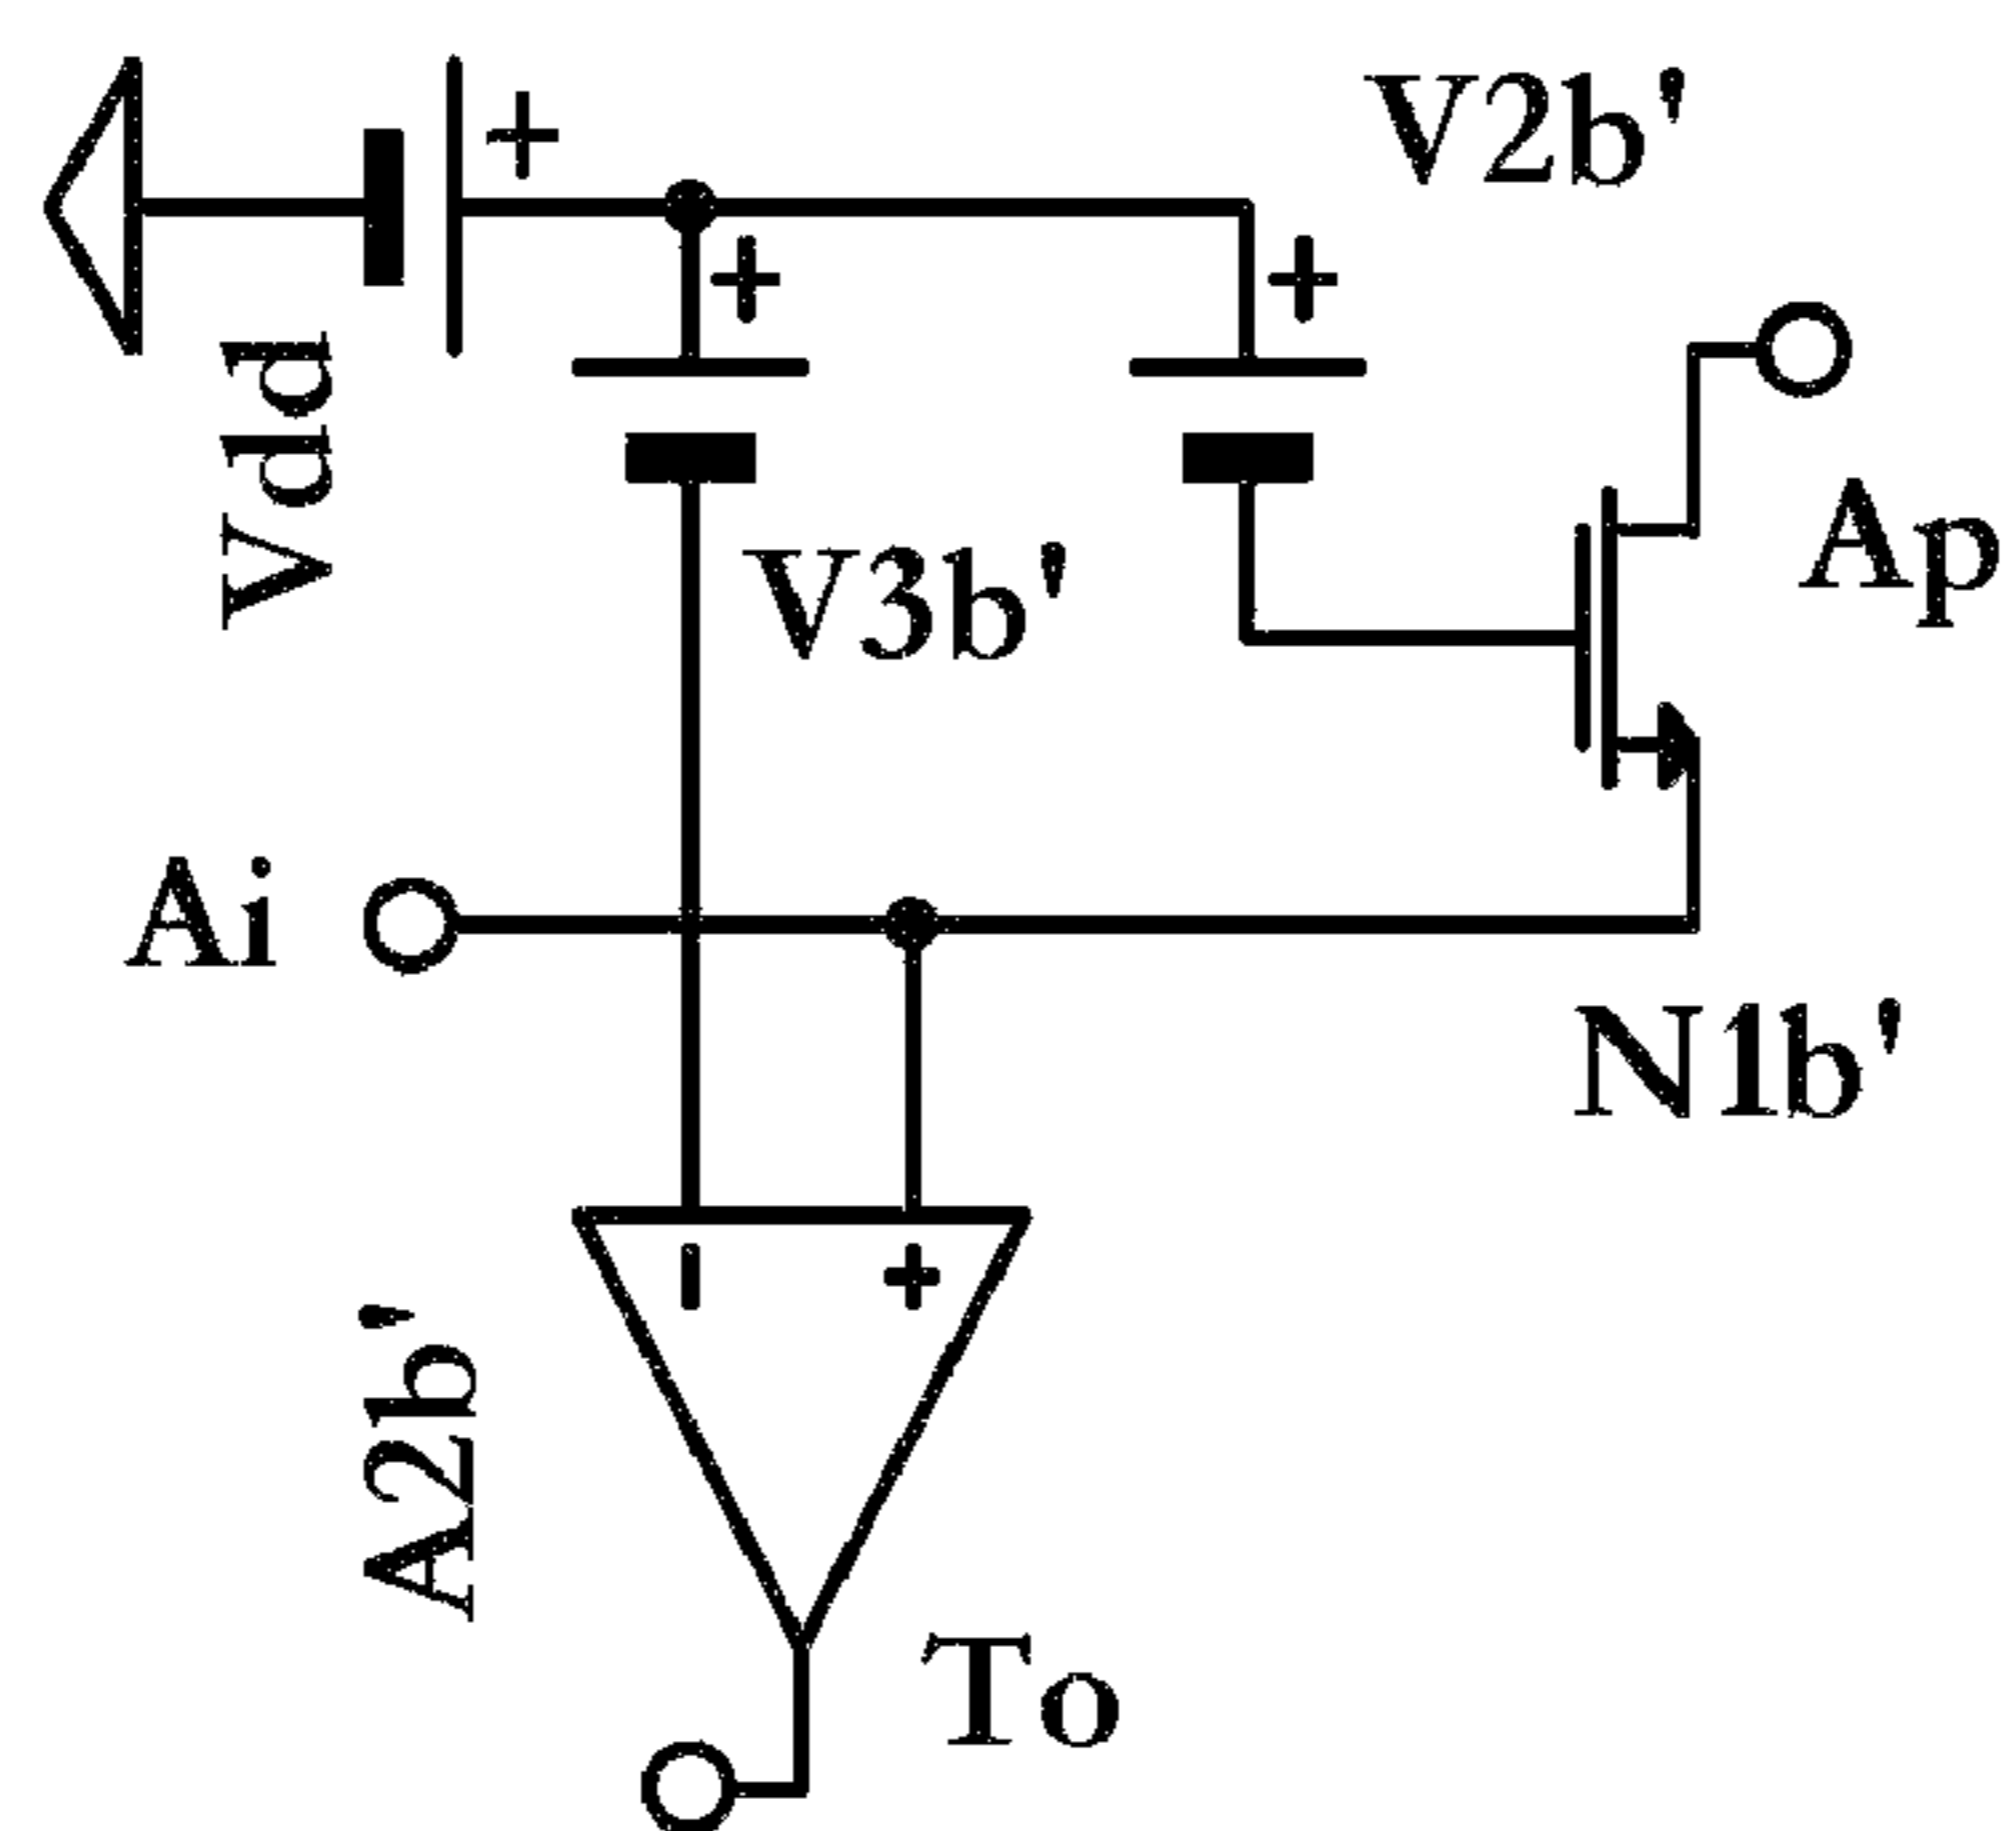 V2b'
+
+
+
Vdd
Ap
V3b'
Ai
N1b'
- +
A2b'
To